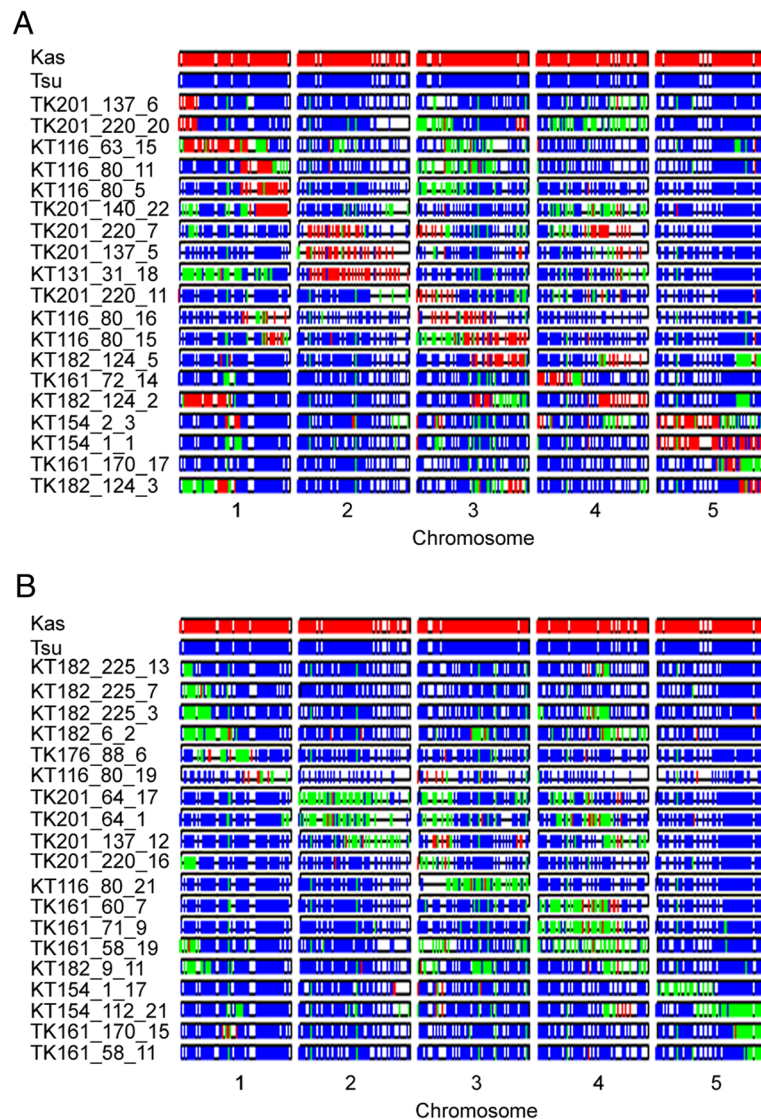 A
Kas
Tsu
TK201_137_6
TK201_220_20
KT116_63_15
KT116_80_11
KT116_80_5
TK201_140_22
TK201_220_7
TK201_137_5
KT131_31_18
TK201_220_11
KT116_80_16
KT116_80_15
KT182_124_5
TK161_72_14
KT182_124_2
KT154_2_3
KT154_1_1
TK161_170_17
TK182_124_3
1 2 3 4 5
Chromosome
B
Kas
Tsu
KT182_225_13
KT182_225_7
KT182_225_3
KT182_6_2
TK176_88_6
KT116_80_19
TK201_64_17
TK201_64_1
TK201_137_12
TK201_220_16
KT116_80_21
TK161_60_7
TK161_71_9
TK161_58_19
KT182_9_11
KT154_1_17
KT154_112_21
TK161_170_15
TK161_58_11
1 2 3 4 5
Chromosome